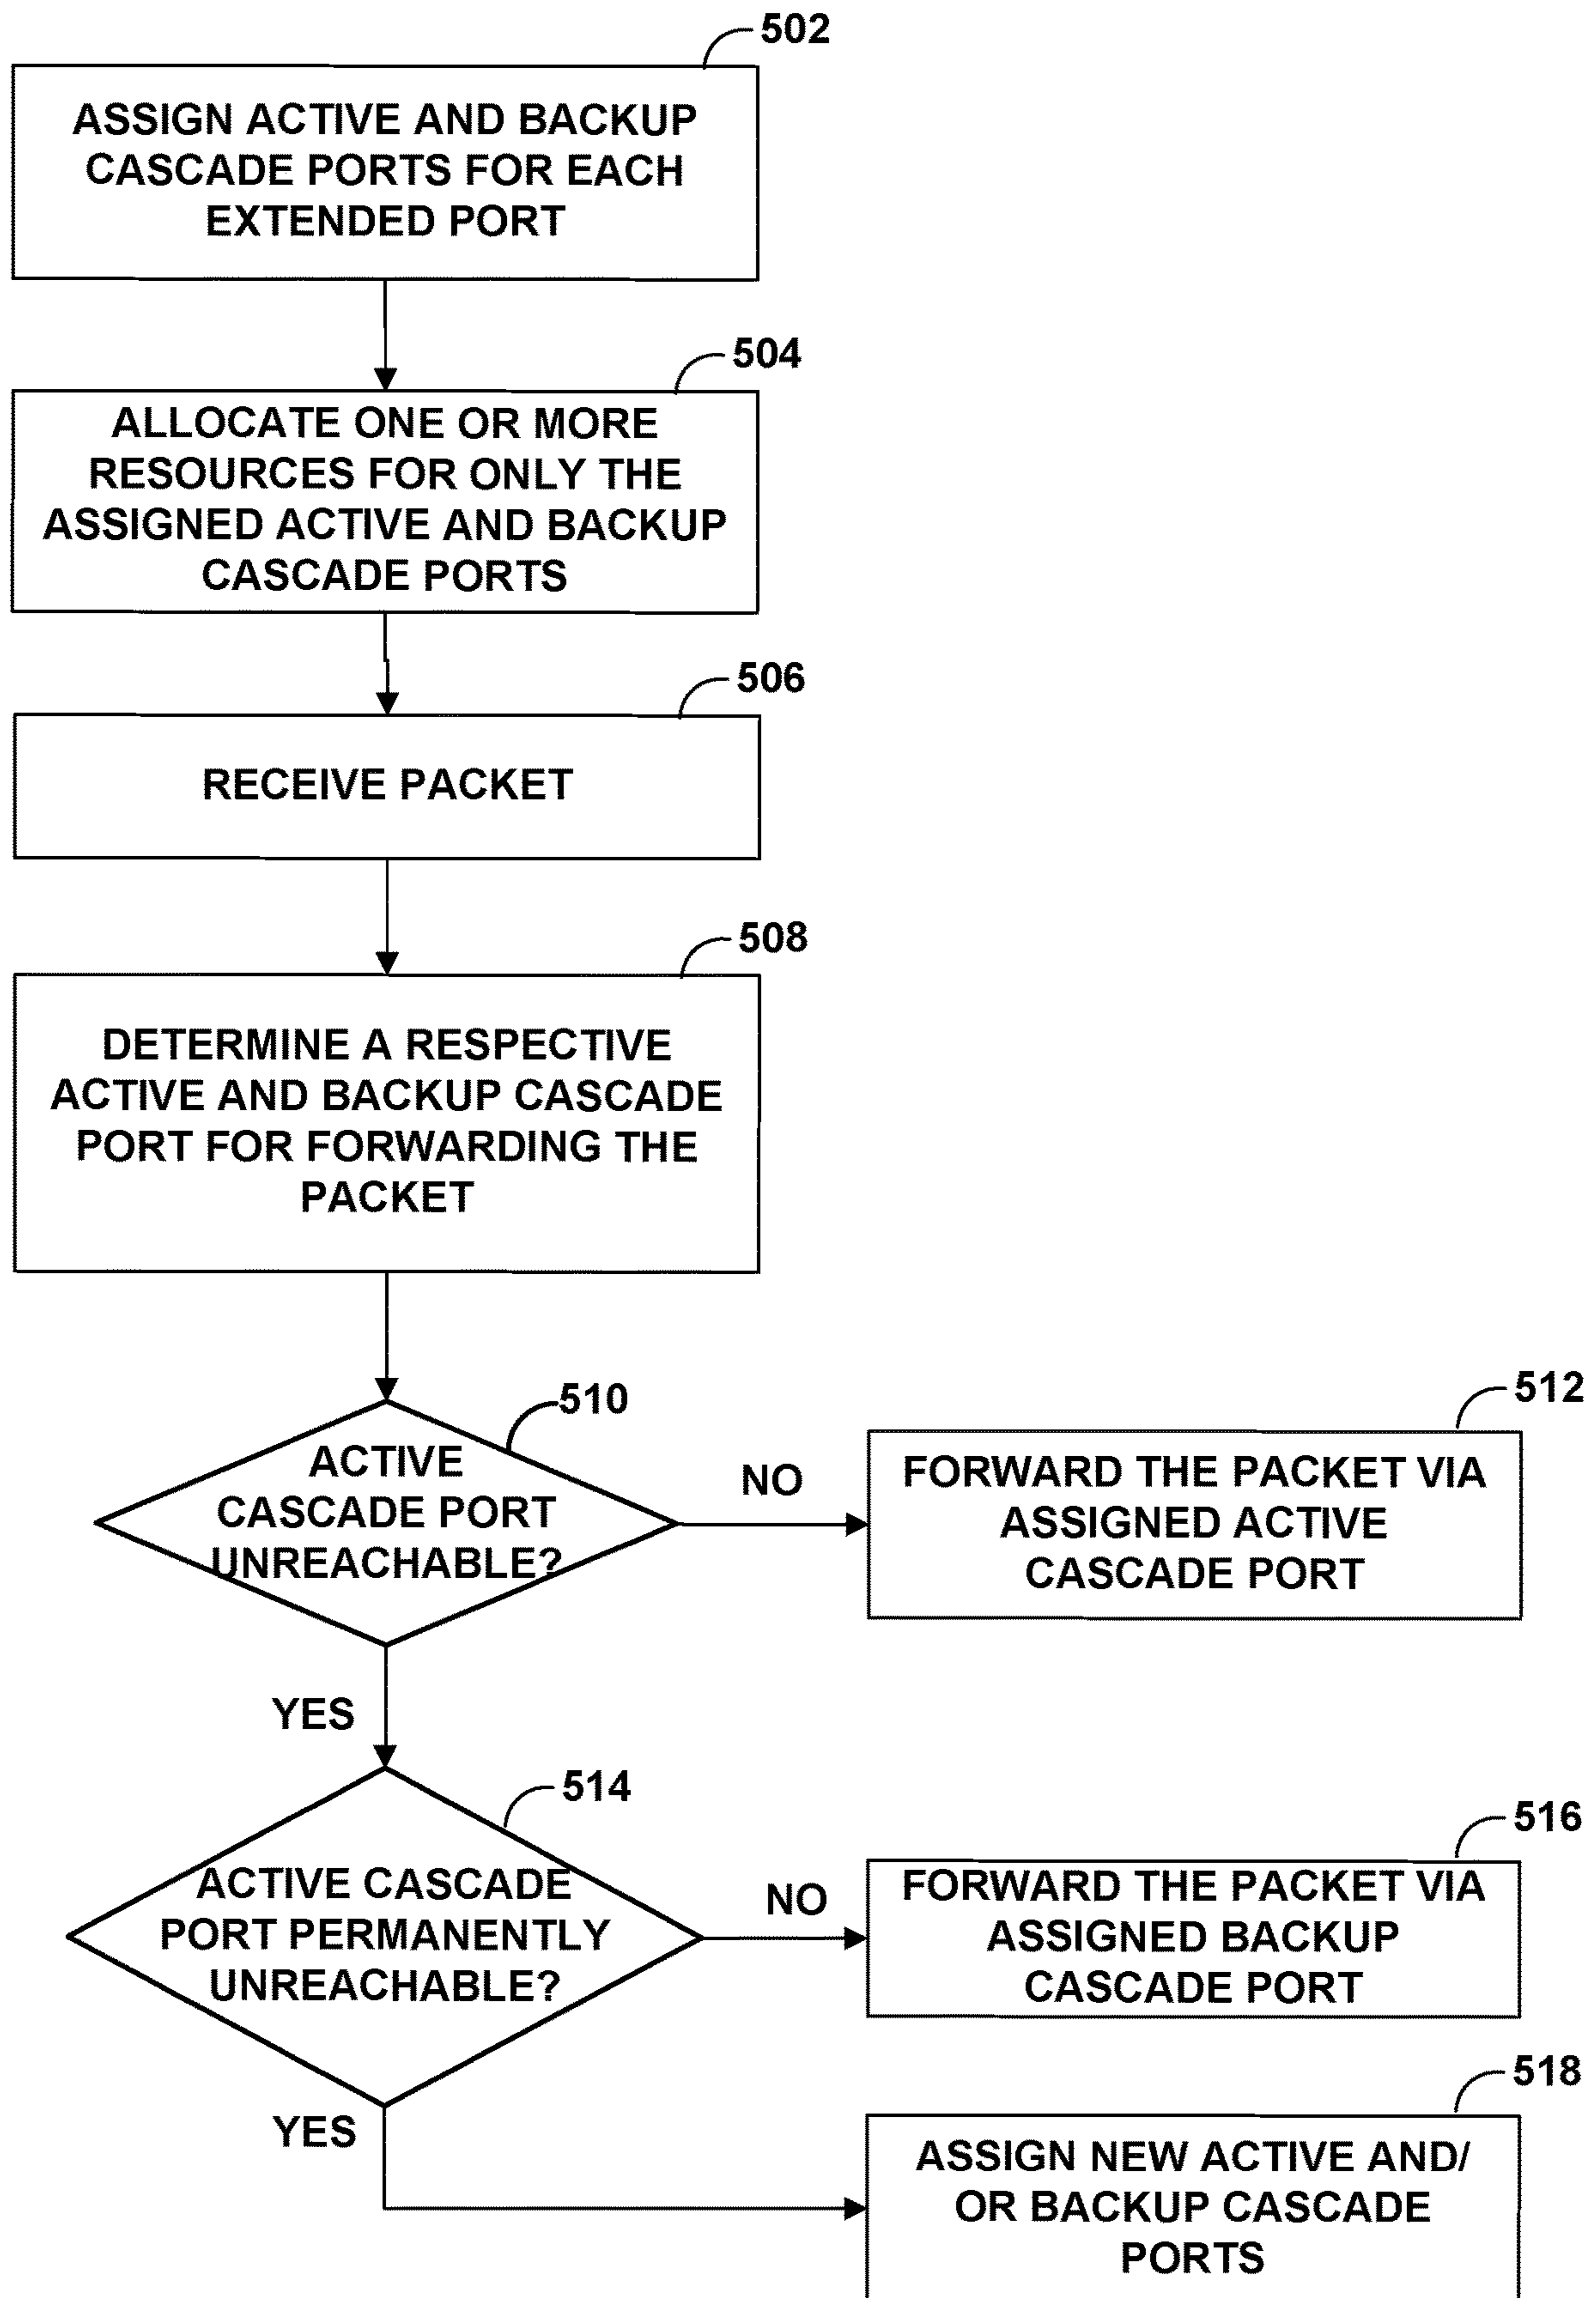 502
ASSIGN ACTIVE AND BACKUP
CASCADE PORTS FOR EACH
EXTENDED PORT
504
ALLOCATE ONE OR MORE
RESOURCES FOR ONLY THE
ASSIGNED ACTIVE AND BACKUP
CASCADE PORTS
506
RECEIVE PACKET
508
DETERMINE A RESPECTIVE
ACTIVE AND BACKUP CASCADE
PORT FOR FORWARDING THE
PACKET
510
ACTIVE
CASCADE PORT
UNREACHABLE?
NO
512
FORWARD THE PACKET VIA
ASSIGNED ACTIVE
CASCADE PORT
YES
514
ACTIVE CASCADE
PORT PERMANENTLY
UNREACHABLE?
NO
516
FORWARD THE PACKET VIA
ASSIGNED BACKUP
CASCADE PORT
YES
518
ASSIGN NEW ACTIVE AND/
OR BACKUP CASCADE
PORTS